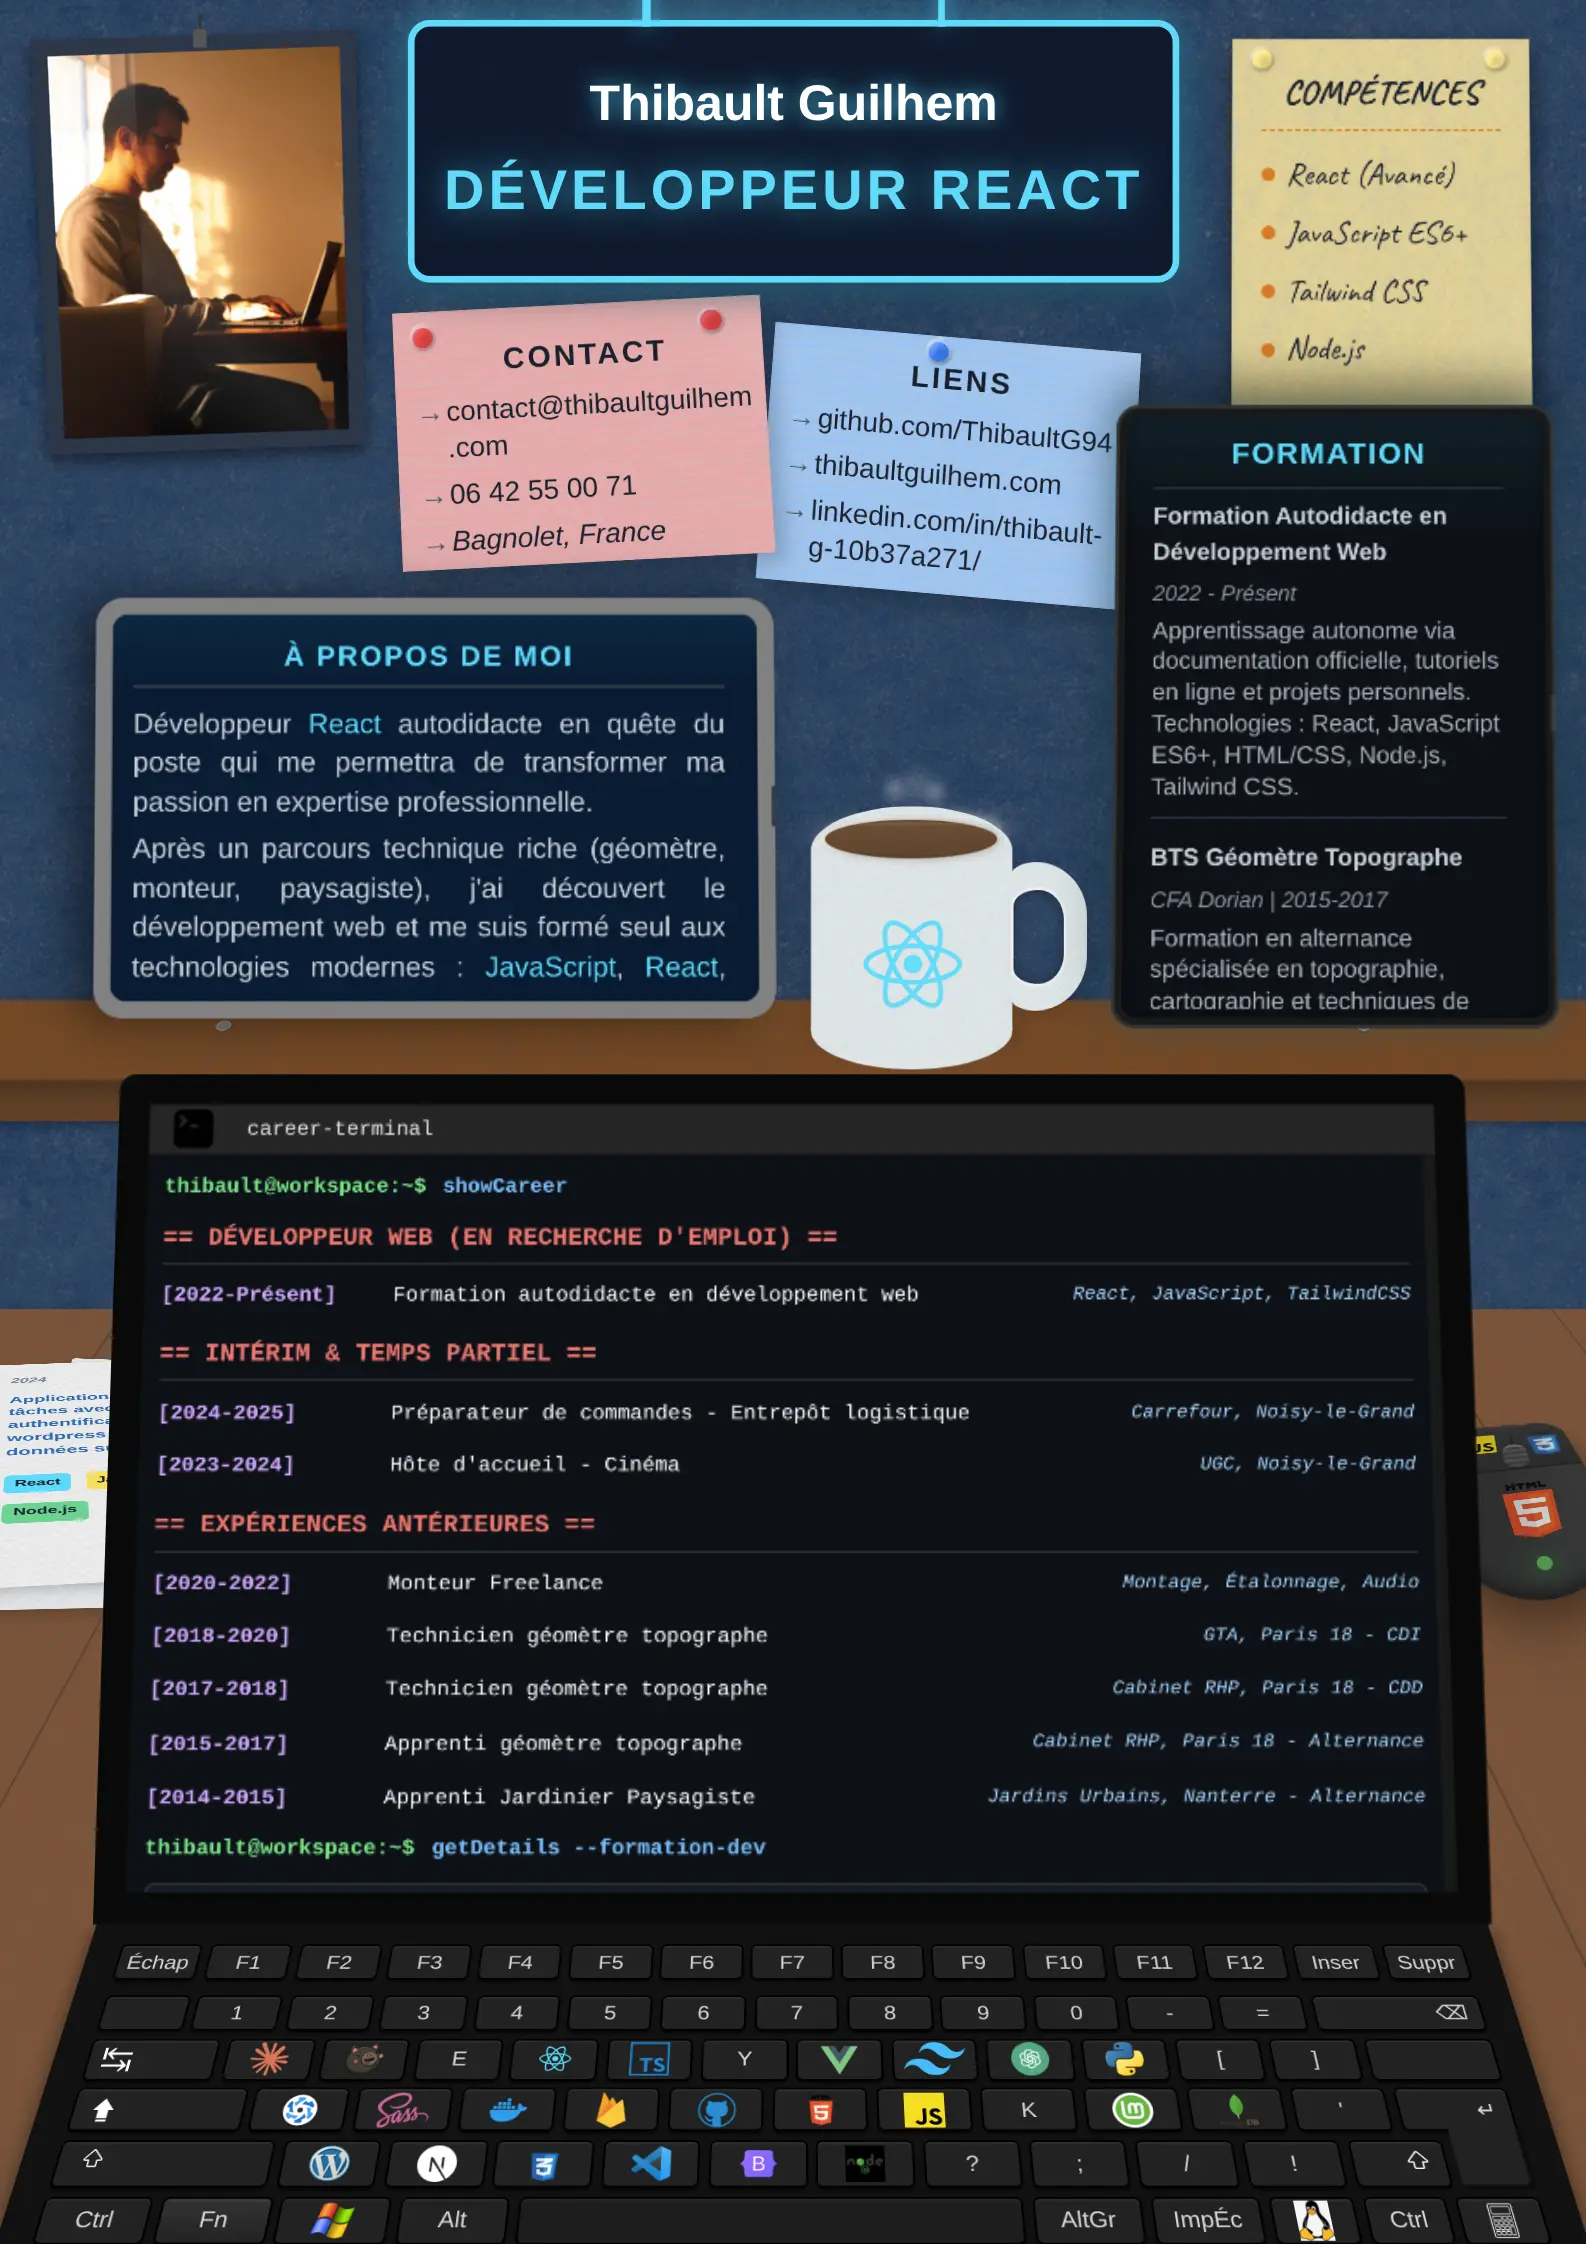 Thibault Guilhem
DÉVELOPPEUR REACT
COMPÉTENCES
React (Avancé)
JavaScript ES6+
Tailwind CSS
Node.js
CONTACT
→ contact@thibaultguilhem
.com
→ 06 42 55 00 71
→ Bagnolet, France
LIENS
→ github.com/ThibaultG94
→ thibaultguilhem.com
→ linkedin.com/in/thibault-
g-10b37a271/
FORMATION
Formation Autodidacte en
Développement Web
2022 - Présent
Apprentissage autonome via
documentation officielle, tutoriels
en ligne et projets personnels.
Technologies : React, JavaScript
ES6+, HTML/CSS, Node.js,
Tailwind CSS.
BTS Géomètre Topographe
CFA Dorian | 2015-2017
Formation en alternance
spécialisée en topographie,
cartographie et techniques de
À PROPOS DE MOI
Développeur React autodidacte en quête du
poste qui me permettra de transformer ma
passion en expertise professionnelle.
Après un parcours technique riche (géomètre,
monteur, paysagiste), j'ai découvert le
développement web et me suis formé seul aux
technologies modernes : JavaScript, React,
>-
career-terminal
thibault@workspace:~$ showCareer
== DÉVELOPPEUR WEB (EN RECHERCHE D'EMPLOI) ==
[2022-Présent] Formation autodidacte en développement web React, JavaScript, TailwindCSS
== INTÉRIM & TEMPS PARTIEL ==
[2024-2025] Préparateur de commandes - Entrepôt logistique Carrefour, Noisy-le-Grand
[2023-2024] Hôte d'accueil - Cinéma UGC, Noisy-le-Grand
== EXPÉRIENCES ANTÉRIEURES ==
[2020-2022] Monteur Freelance Montage, Étalonnage, Audio
[2018-2020] Technicien géomètre topographe GTA, Paris 18 - CDI
[2017-2018] Technicien géomètre topographe Cabinet RHP, Paris 18 - CDD
[2015-2017] Apprenti géomètre topographe Cabinet RHP, Paris 18 - Alternance
[2014-2015] Apprenti Jardinier Paysagiste Jardins Urbains, Nanterre - Alternance
thibault@workspace:~$ getDetails --formation-dev
2024
Application
tâches avec
wordpress
données
React
Node.js
JS
HTML
5
Échap F1 F2 F3 F4 F5 F6 F7 F8 F9 F10 F11 F12 Inser Suppr
1 2 3 4 5 6 7 8 9 0 - =
E TS Y [ ]
Sass 5 JS K '
N 3 B node ? ; / !
Ctrl Fn Alt AltGr ImpÉc Ctrl